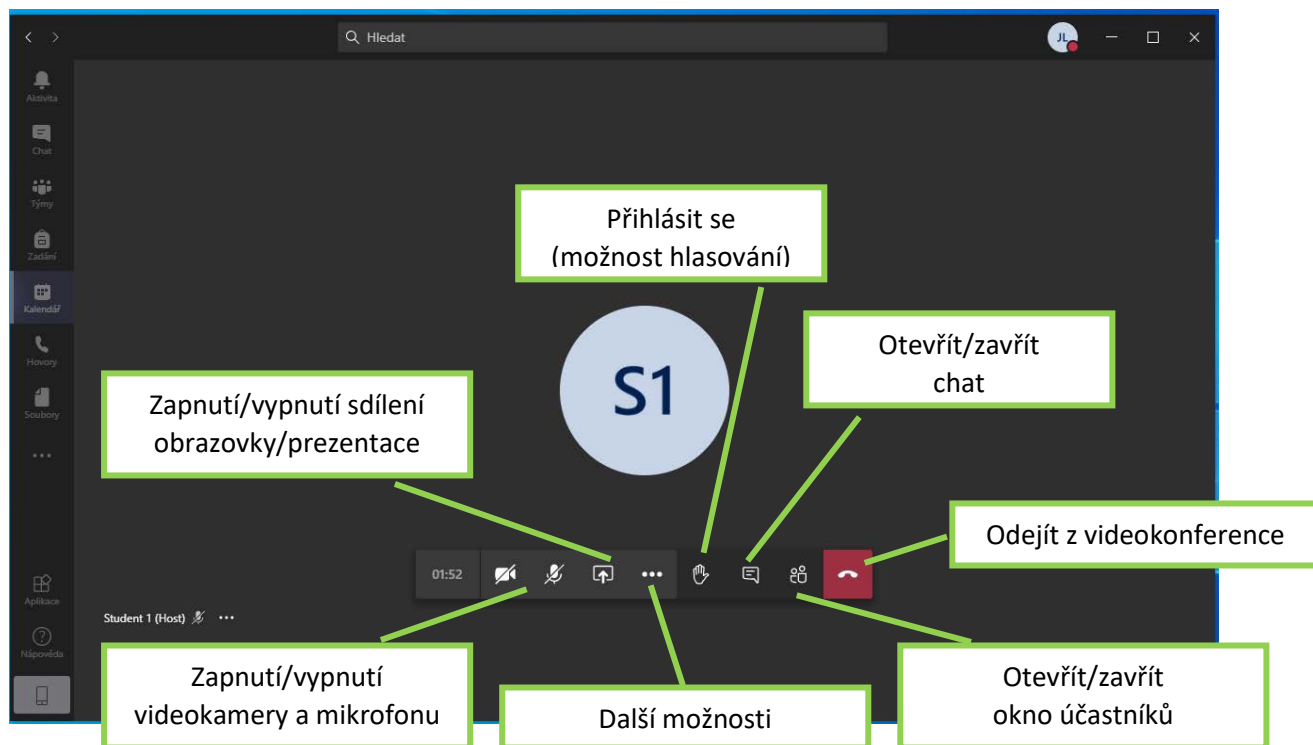 Hledat
JL
Aktivita
Chat
Týmy
Zadání
Kalendář
Hovory
Soubory
Aplikace
Nápověda
Přihlásit se
(možnost hlasování)
Otevřít/zavřít
chat
Zapnutí/vypnutí sdílení
obrazovky/prezentace
S1
Odejít z videokonference
01:52
Student 1 (Host)
Zapnutí/vypnutí
videokamery a mikrofonu
Další možnosti
Otevřít/zavřít
okno účastníků